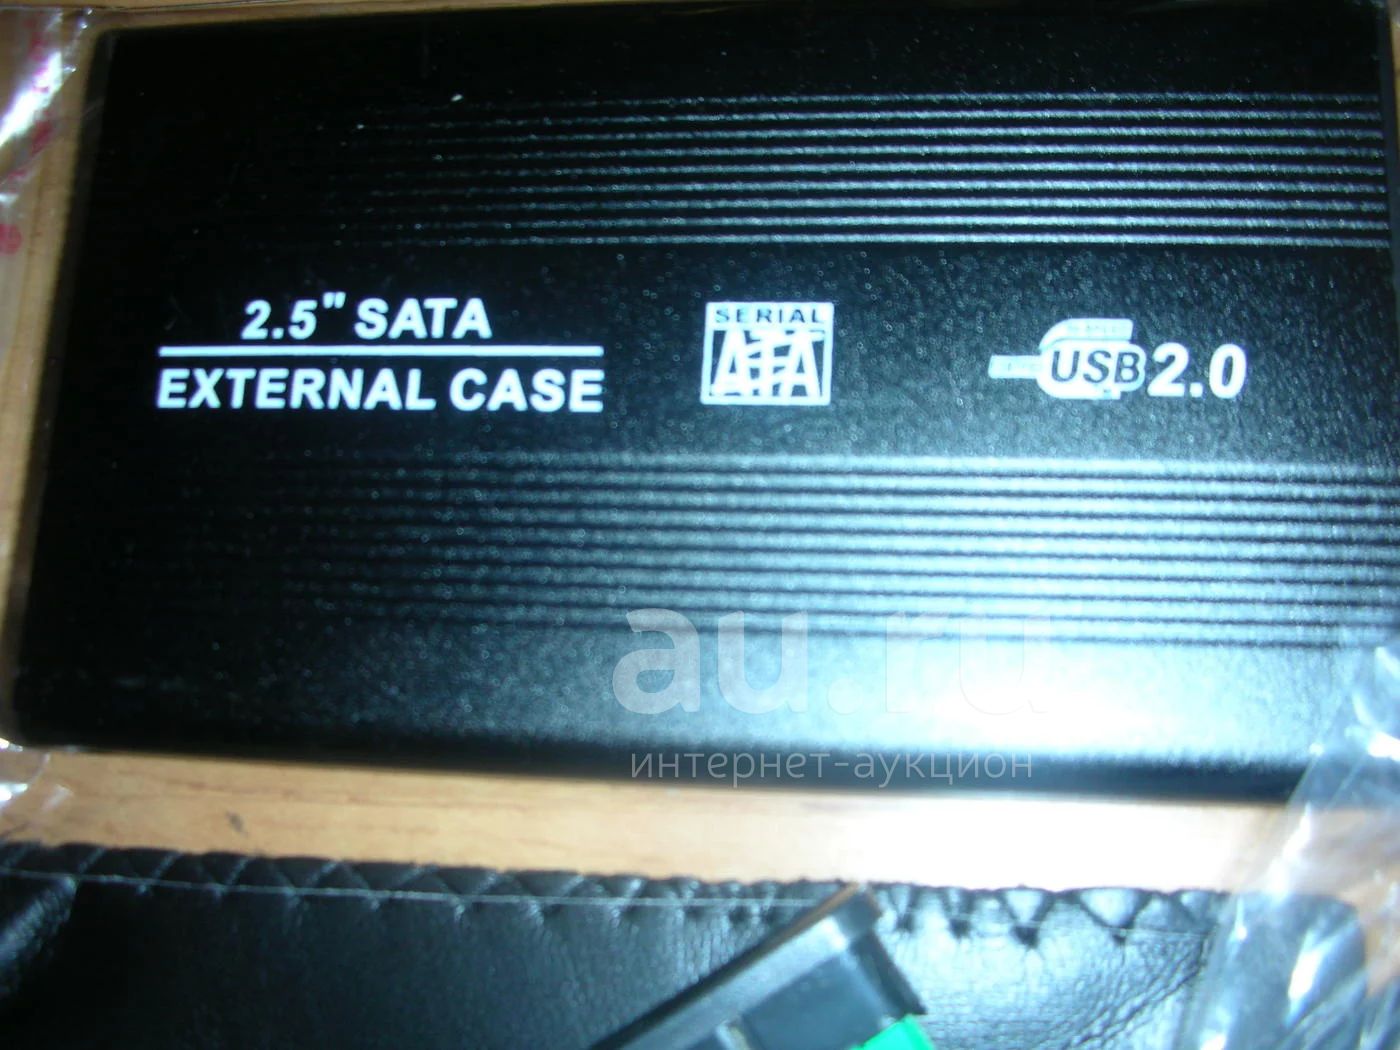 2.5" SATA
EXTERNAL CASE
SERIAL
ATA
USB 2.0
au.ru
интернет-аукцион